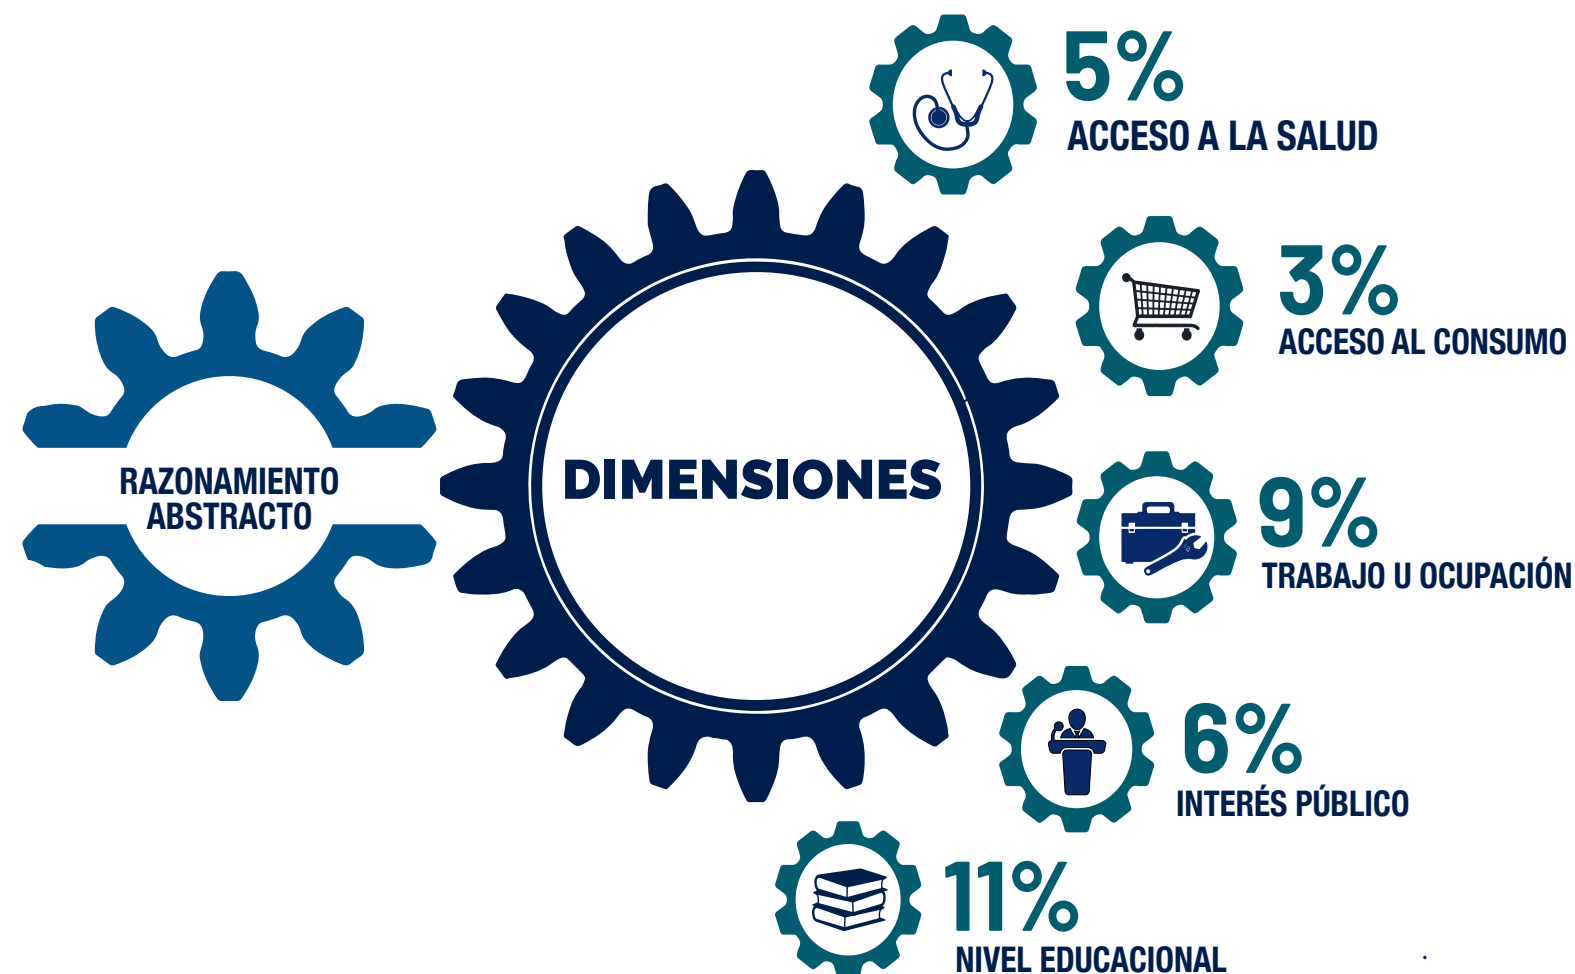 5%
ACCESO A LA SALUD
3%
ACCESO AL CONSUMO
RAZONAMIENTO
ABSTRACTO
DIMENSIONES
9%
TRABAJO U OCUPACIÓN
6%
INTERÉS PÚBLICO
11%
NIVEL EDUCACIONAL